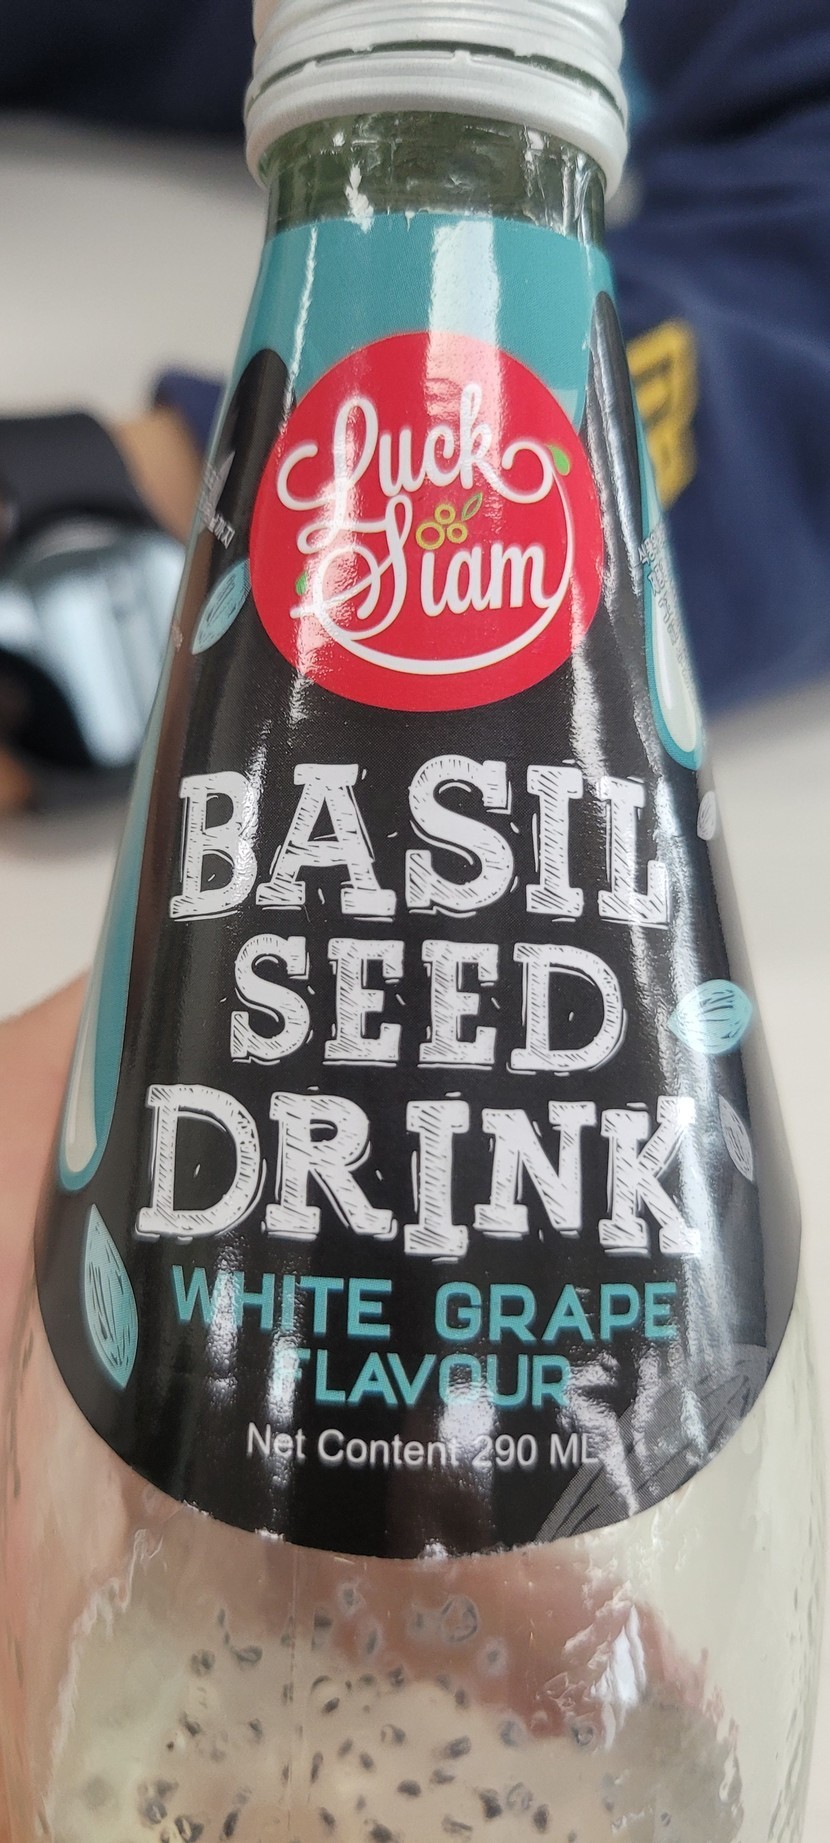 Luck
Siam
BASIL
SEED
DRINK
WHITE GRAPE
FLAVOUR
Net Content 290 ML